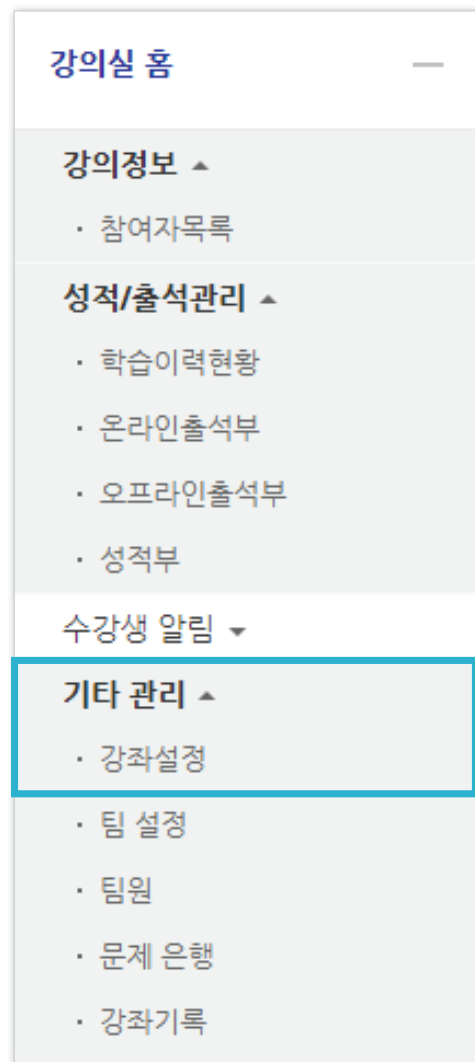 강의실 홈
강의정보
· 참여자목록
성적/출석관리
· 학습이력현황
· 온라인출석부
· 오프라인출석부
· 성적부
수강생 알림
기타 관리
· 강좌설정
· 팀 설정
· 팀원
· 문제 은행
· 강좌기록